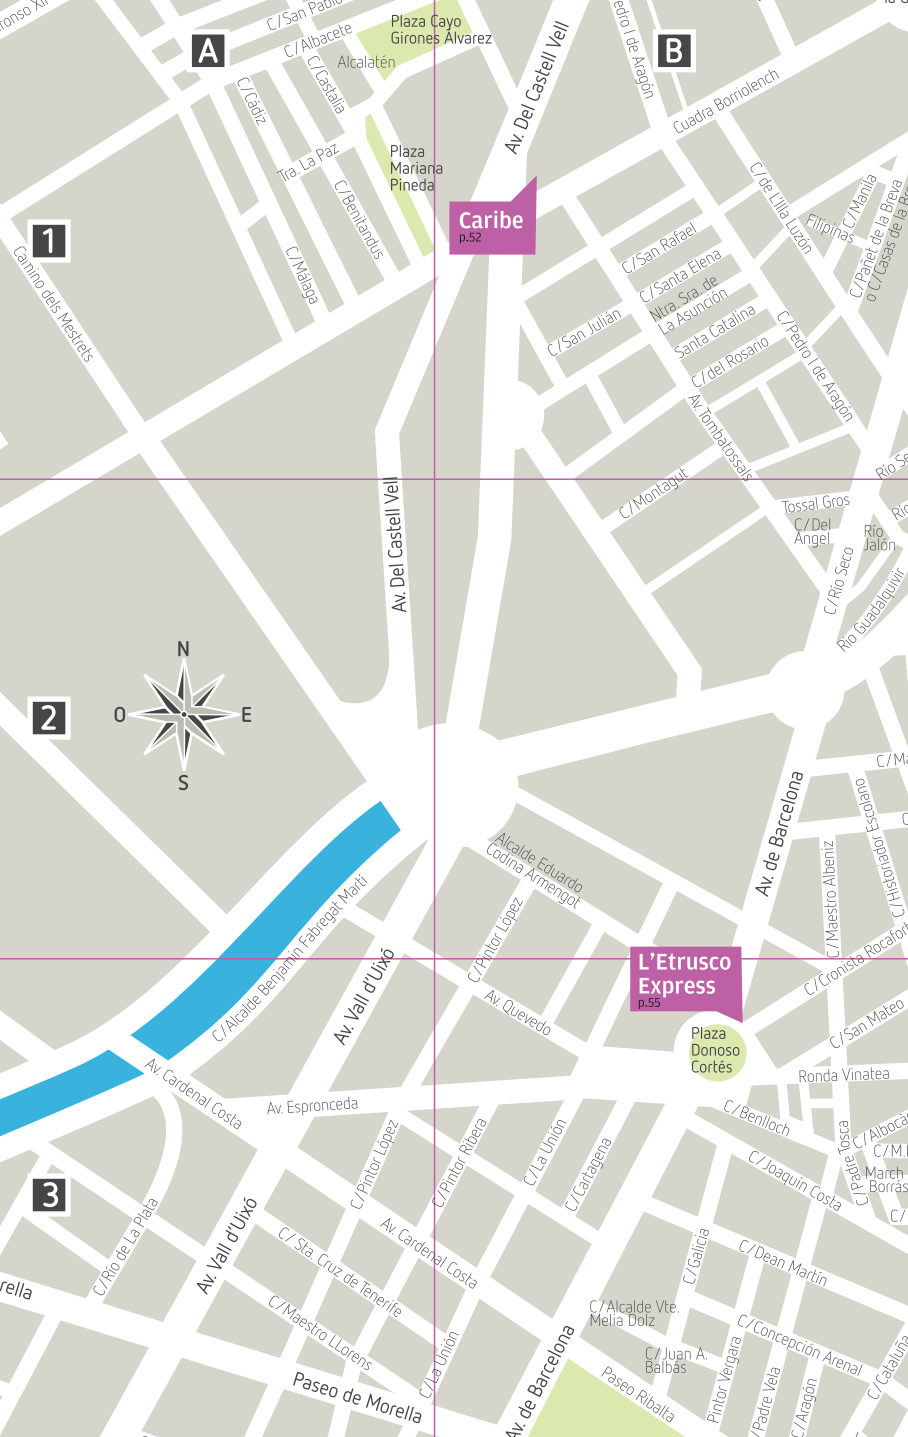 C/San Pablo
C/Albacete
Plaza Cayo
Girones Álvarez
Alcalatén
A
B
Av. Del Castell Vell
Cuadra Borriolench
C/Cádiz
C/Castalia
Tra. La Paz
Plaza
Mariana
Pineda
C/Benitandus
C/Málaga
Caribe
p.52
1
Camino dels Mestrets
C/de L'Illa Luzón
Filipinas
C/Manila
C/Pañet de la Breva
C/San Rafael
C/Santa Elena
Ntra. Sra. de
La Asunción
Santa Catalina
C/del Rosario
C/San Julián
C/Pedro I de Aragón
Av. Tombatossals
C/Montagut
Tossal Gros
C/Del
Ángel
Río
Jalón
C/Río Seco
Río Guadalquivir
Av. Del Castell Vell
N
O
E
S
2
Av. de Barcelona
C/Historiador Escolano
C/Maestro Albeniz
Alcalde Eduardo
Codina Armengot
C/Alcalde Benjamín Fabregat Martí
C/Pintor López
Av. Vall d'Uixó
L'Etrusco
Express
p.55
Plaza
Donoso
Cortés
Av. Quevedo
C/San Mateo
Ronda Vinatea
Av. Cardenal Costa
Av. Espronceda
C/Benlloch
C/Padre Tosca
March
Borrás
C/Joaquín Costa
3
C/Pintor López
C/Pintor Ribera
C/La Unión
C/Cartagena
C/Río de La Plata
Av. Vall d'Uixó
Av. Cardenal Costa
C/Sta. Cruz de Tenerife
C/Maestro LLorens
C/Galicia
C/Dean Martín
C/Alcalde Vte.
Melia Dolz
C/Concepción Arenal
C/Juan A.
Balbás
C/La Unión
Paseo de Morella
Av. de Barcelona
Paseo Ribalta
Pintor Vergara
C/Aragón